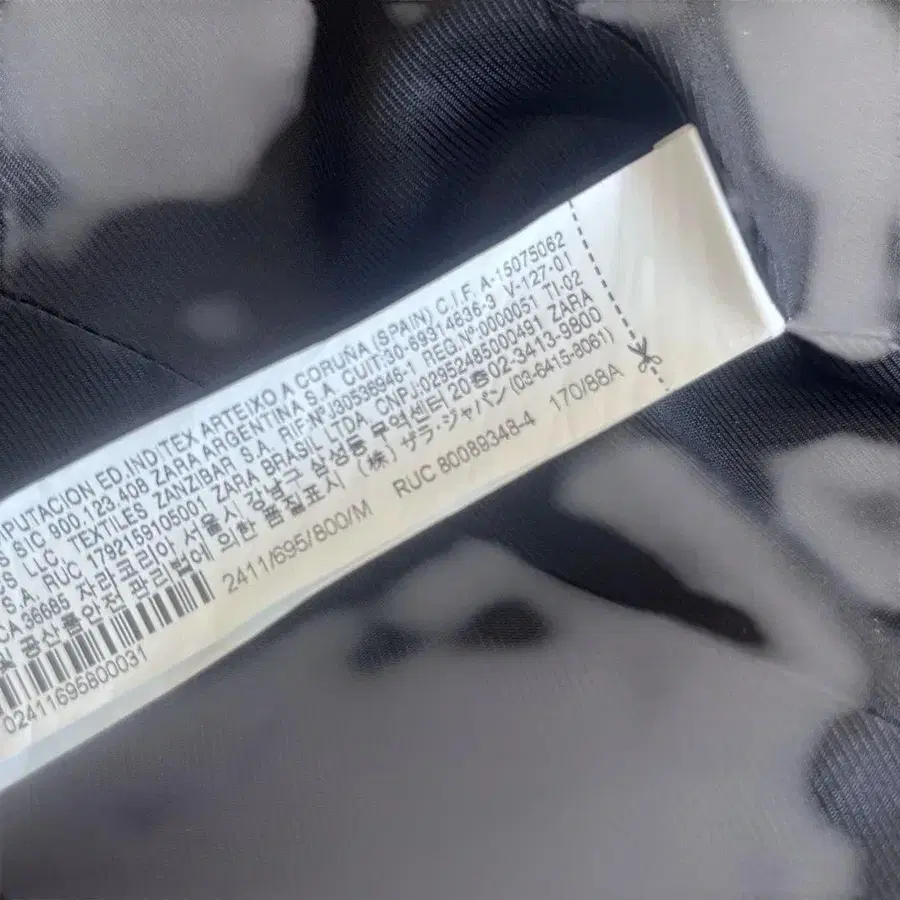 PUTACION ED.INDITEX ARTEIXO A CORUÑA (SPAIN) C.I.F. A-15075062
S SIC 900.123.408 ZARA ARGENTINA S.A. CUIT:30-69314636-3 V-127-01
S LLC, TEXTILES ZANZIBAR S.A. RIF-NºJ30536946-1 REG.Nº0000051 TI-02
S.A. RUC 1792159105001 ZARA BRASIL LTDA, CNPJ:02952485000491 ZARA
CA 36685 자라코리아 서울시 강남구 삼성동 무역센터 20층 02-3413-9800
공산품안전 관리법에 의한 품질표시 (株) ザラ・ジャパン (03-6415-8061)
2411/695/800/M RUC 80089348-4 170/88A
02411695800031